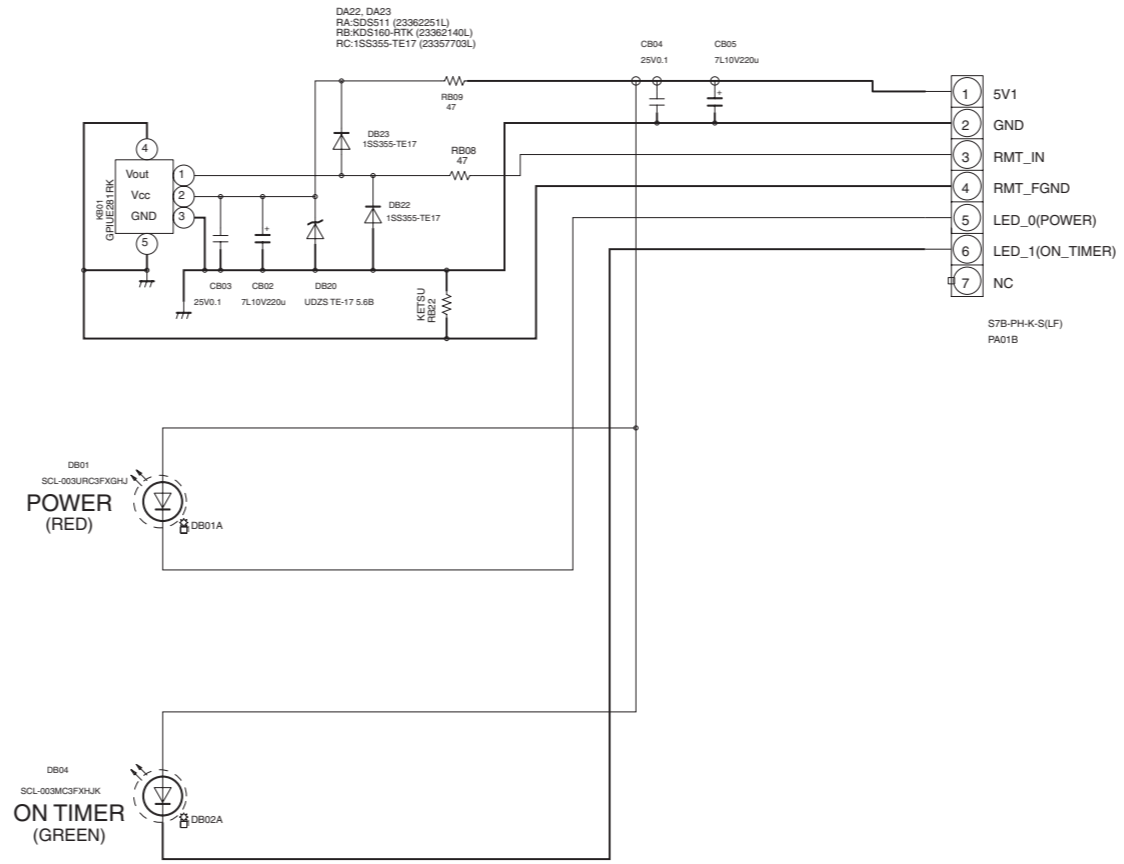 DA22, DA23
RA:SDS511 (23362251L)
RB:KDS160-RTK (23362140L)
RC:1SS355-TE17 (23357703L)
CB04
25V0.1
CB05
7L10V220u
+
RB09
47
DB23
1SS355-TE17
RB08
47
1
5V1
2
GND
3
RMT_IN
4
RMT_FGND
5
LED_0(POWER)
6
LED_1(ON_TIMER)
7
NC
S7B-PH-K-S(LF)
PA01B
4
KB01
GPIUE281RK
Vout
1
Vcc
2
GND
3
5
+
DB22
1SS355-TE17
CB03
25V0.1
CB02
7L10V220u
DB20
UDZS TE-17 5.6B
KETSU
RB22
DB01
SCL-003URC3FXGHJ
POWER
(RED)
DB01A
DB04
SCL-003MC3FXHJK
ON TIMER
(GREEN)
DB02A